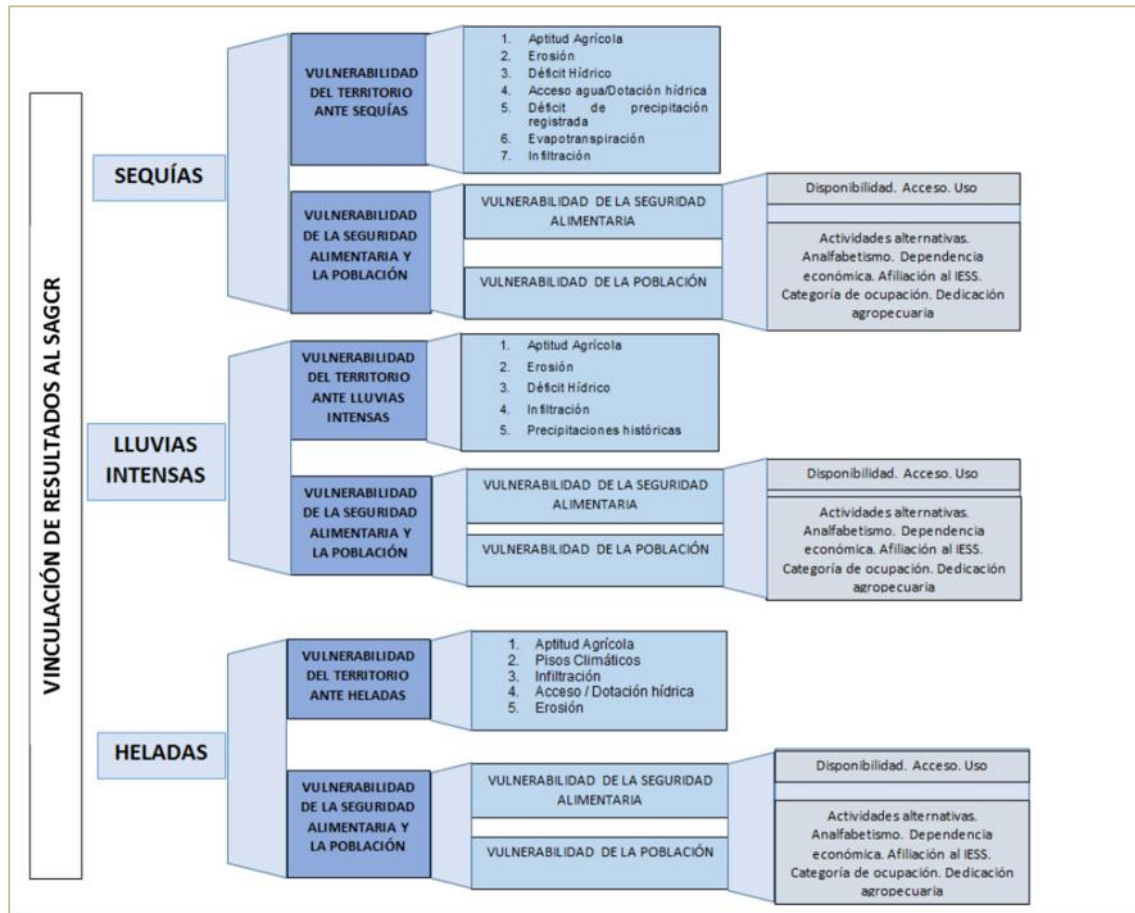 VINCULACIÓN DE RESULTADOS AL SAGCR
SEQUÍAS
VULNERABILIDAD
DEL TERRITORIO
ANTE SEQUÍAS
1. Aptitud Agrícola
2. Erosión
3. Déficit Hídrico
4. Acceso agua/Dotación hídrica
5. Déficit de precipitación
registrada
6. Evapotranspiración
7. Infiltración
VULNERABILIDAD
DE LA SEGURIDAD
ALIMENTARIA Y
LA POBLACIÓN
VULNERABILIDAD DE LA SEGURIDAD
ALIMENTARIA
VULNERABILIDAD DE LA POBLACIÓN
Disponibilidad. Acceso. Uso
Actividades alternativas.
Analfabetismo. Dependencia
económica. Afiliación al IESS.
Categoría de ocupación. Dedicación
agropecuaria
LLUVIAS
INTENSAS
VULNERABILIDAD
DEL TERRITORIO
ANTE LLUVIAS
INTENSAS
1. Aptitud Agrícola
2. Erosión
3. Déficit Hídrico
4. Infiltración
5. Precipitaciones históricas
VULNERABILIDAD
DE LA SEGURIDAD
ALIMENTARIA Y
LA POBLACIÓN
VULNERABILIDAD DE LA SEGURIDAD
ALIMENTARIA
VULNERABILIDAD DE LA POBLACIÓN
Disponibilidad. Acceso. Uso
Actividades alternativas.
Analfabetismo. Dependencia
económica. Afiliación al IESS.
Categoría de ocupación. Dedicación
agropecuaria
HELADAS
VULNERABILIDAD
DEL TERRITORIO
ANTE HELADAS
1. Aptitud Agrícola
2. Pisos Climáticos
3. Infiltración
4. Acceso / Dotación hídrica
5. Erosión
VULNERABILIDAD
DE LA SEGURIDAD
ALIMENTARIA Y
LA POBLACIÓN
VULNERABILIDAD DE LA SEGURIDAD
ALIMENTARIA
VULNERABILIDAD DE LA POBLACIÓN
Disponibilidad. Acceso. Uso
Actividades alternativas.
Analfabetismo. Dependencia
económica. Afiliación al IESS.
Categoría de ocupación. Dedicación
agropecuaria